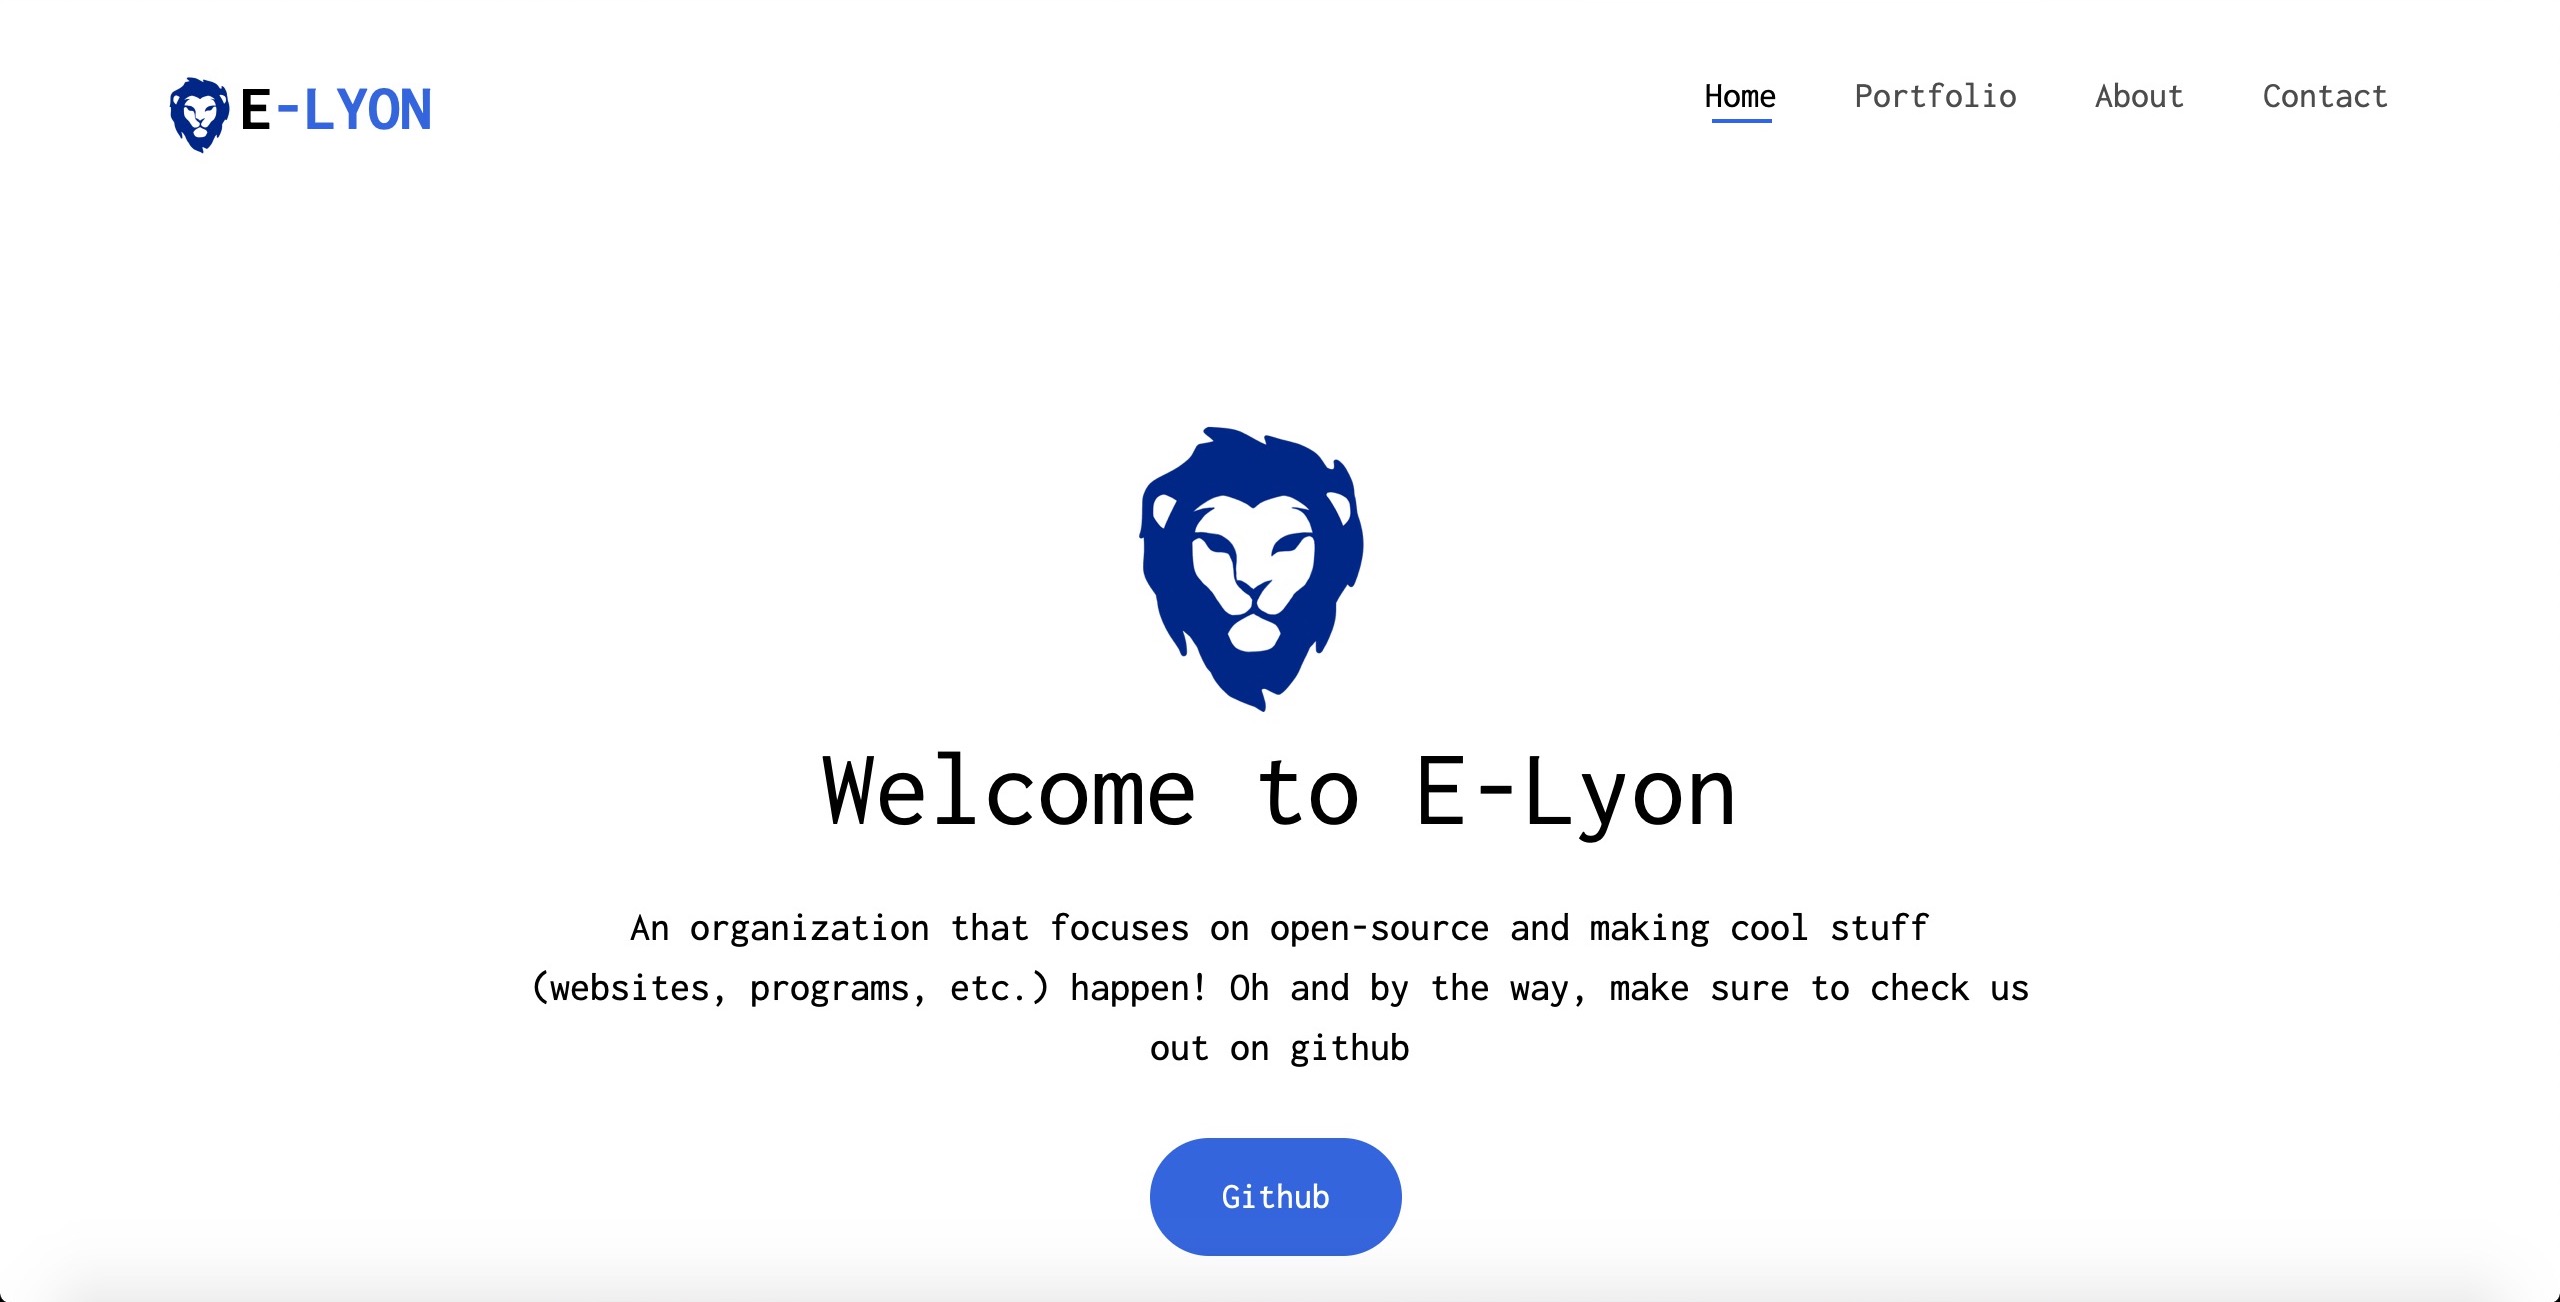 E-LYON
Home
Portfolio
About
Contact
Welcome to E-Lyon
An organization that focuses on open-source and making cool stuff
(websites, programs, etc.) happen! Oh and by the way, make sure to check us
out on github
Github